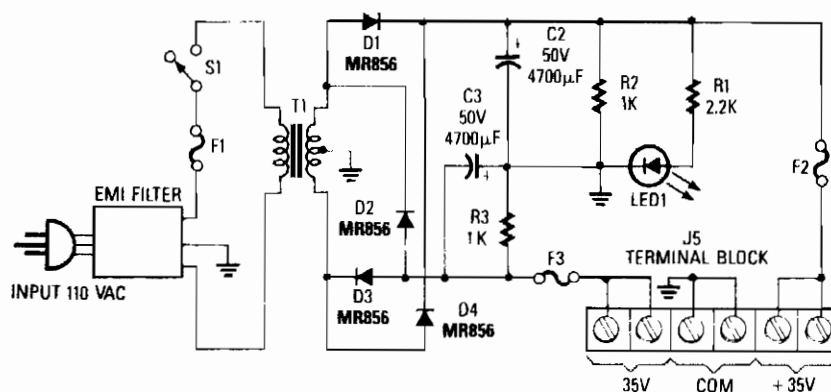 S1
F1
EMI FILTER
INPUT 110 VAC
T1
D1
MR856
D2
MR856
D3
MR856
D4
MR856
C2
50V
4700µF
C3
50V
4700µF
+
R2
1K
R1
2.2K
R3
1K
LED1
F2
F3
J5
TERMINAL BLOCK
35V
COM
+35V